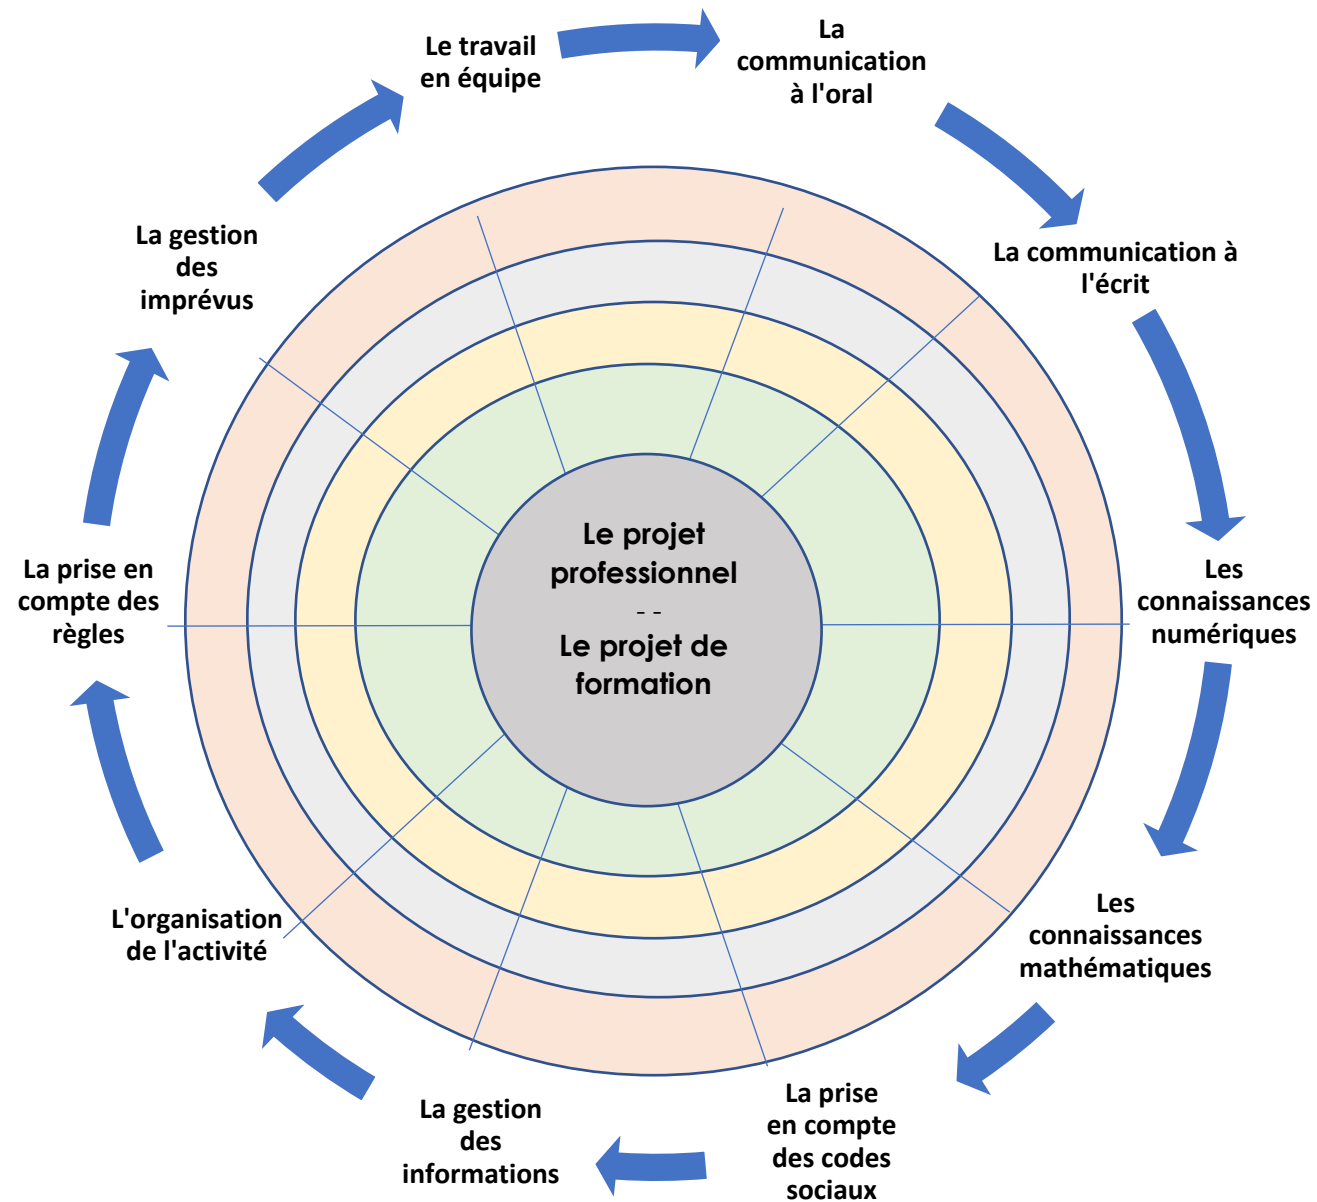 Le travail
en équipe
La
communication
à l'oral
La communication à
l'écrit
Les
connaissances
numériques
Les
connaissances
mathématiques
La prise
en compte
des codes
sociaux
La gestion
des
informations
L'organisation
de l'activité
La prise en
compte des
règles
La gestion
des
imprévus
Le projet
professionnel
- -
Le projet de
formation